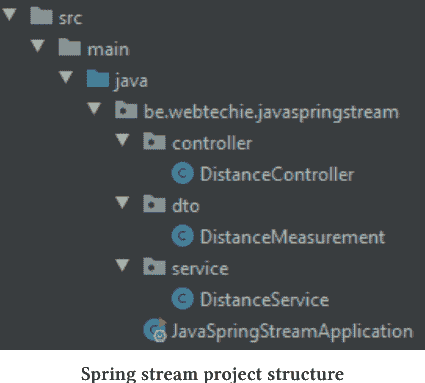 src
main
java
be.webtechie.javaspringstream
controller
DistanceController
dto
DistanceMeasurement
service
DistanceService
JavaSpringStreamApplication
Spring stream project structure